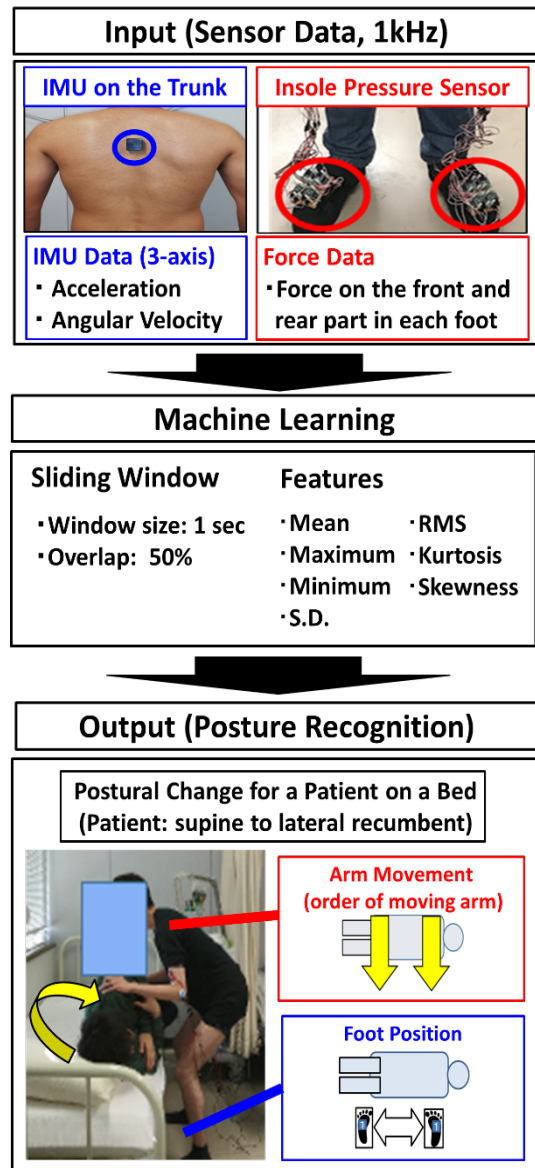 Input (Sensor Data, 1kHz)
IMU on the Trunk
Insole Pressure Sensor
IMU Data (3-axis)
・Acceleration
・Angular Velocity
Force Data
・Force on the front and
rear part in each foot
Machine Learning
Sliding Window
・Window size: 1 sec
・Overlap: 50%
Features
・Mean
・Maximum
・Minimum
・S.D.
・RMS
・Kurtosis
・Skewness
Output (Posture Recognition)
Postural Change for a Patient on a Bed
(Patient: supine to lateral recumbent)
Arm Movement
(order of moving arm)
Foot Position
1
1